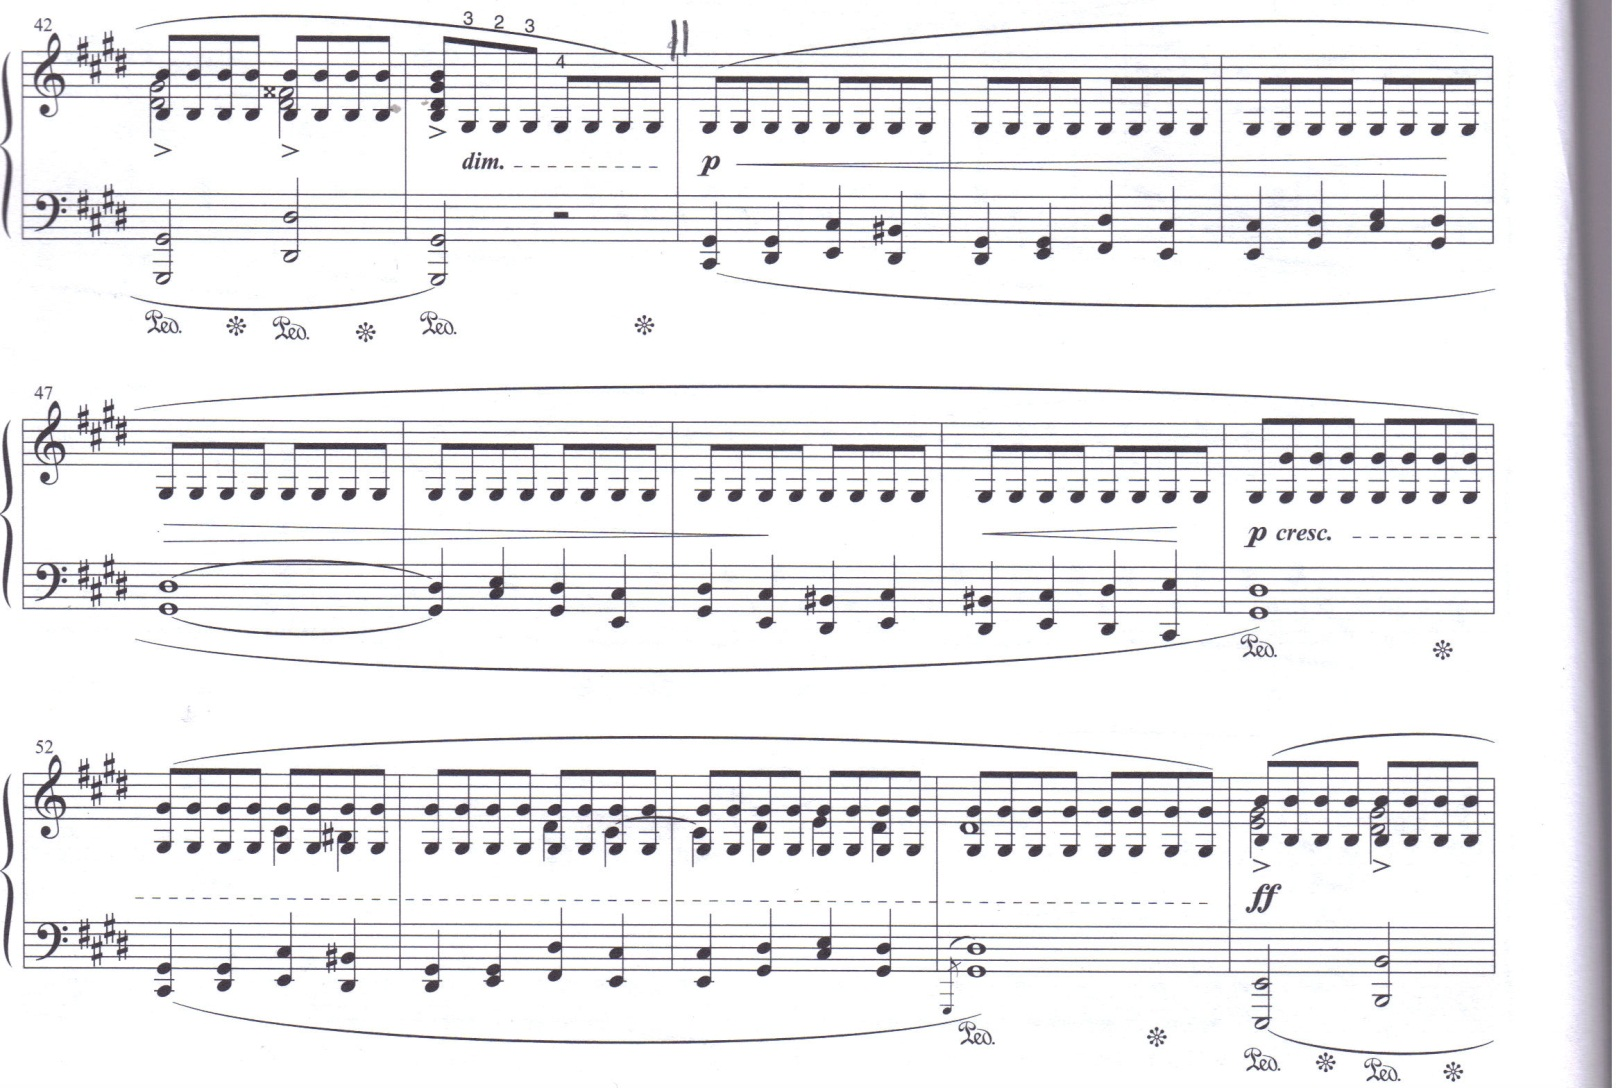 42
3 2 3
4
dim.
p
Ped. Ped. Ped.
47
p cresc.
Ped.
52
ff
Ped. Ped. Ped.